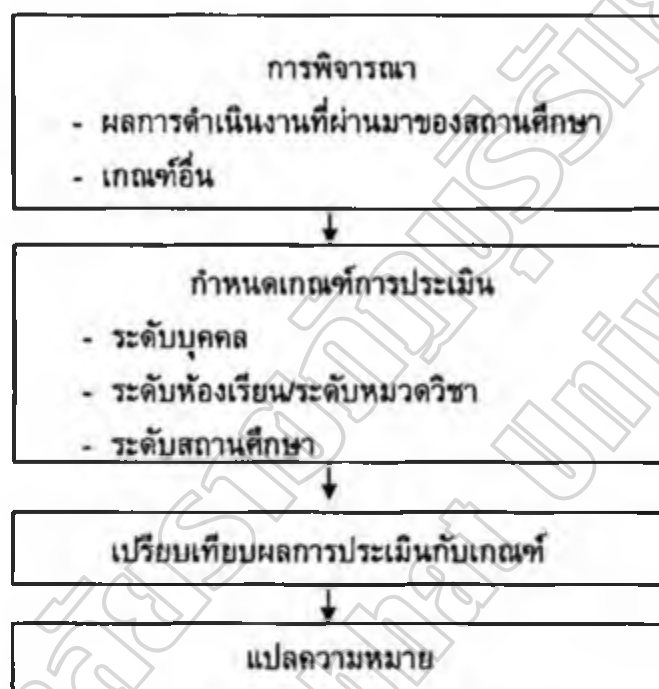 การพิจารณา
- ผลการดำเนินงานที่ผ่านมาของสถานศึกษา
- เกณฑ์อื่น
กำหนดเกณฑ์การประเมิน
- ระดับบุคคล
- ระดับห้องเรียน/ระดับหมวดวิชา
- ระดับสถานศึกษา
เปรียบเทียบผลการประเมินกับเกณฑ์
แปลความหมาย